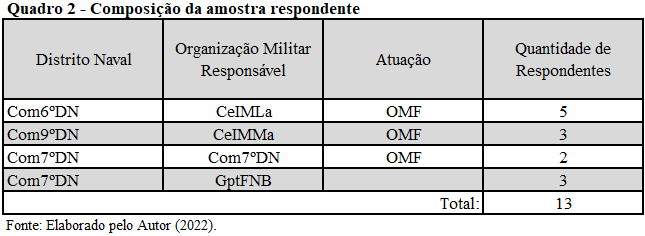 Quadro 2 - Composição da amostra respondente
Distrito Naval Organização Militar Responsável Atuação Quantidade de Respondentes
Com6ºDN CeIMLa OMF 5
Com9ºDN CeIMMa OMF 3
Com7ºDN Com7ºDN OMF 2
Com7ºDN GptFNB 3
Total: 13
Fonte: Elaborado pelo Autor (2022).